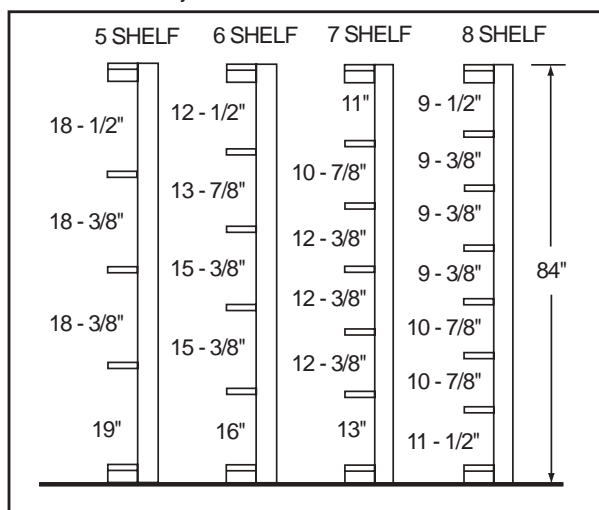 5 SHELF
6 SHELF
7 SHELF
8 SHELF
18 - 1/2"
18 - 3/8"
18 - 3/8"
19"
12 - 1/2"
13 - 7/8"
15 - 3/8"
15 - 3/8"
16"
11"
10 - 7/8"
12 - 3/8"
12 - 3/8"
12 - 3/8"
13"
9 - 1/2"
9 - 3/8"
9 - 3/8"
9 - 3/8"
10 - 7/8"
10 - 7/8"
11 - 1/2"
84"